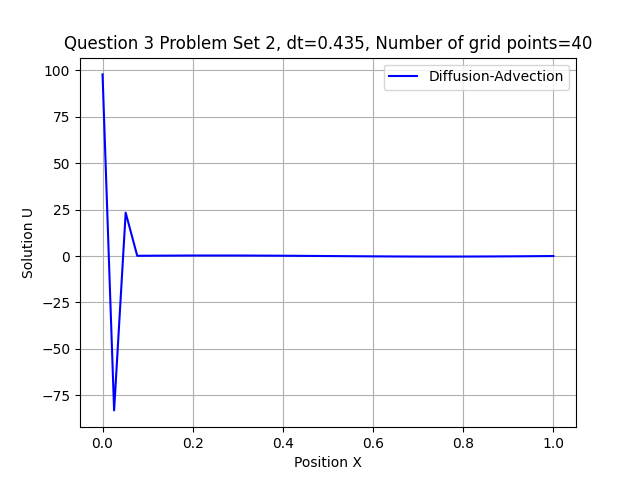 Question 3 Problem Set 2, dt=0.435, Number of grid points=40
Diffusion-Advection
Solution U
100
75
50
25
0
−25
−50
−75
0.0 0.2 0.4 0.6 0.8 1.0
Position X